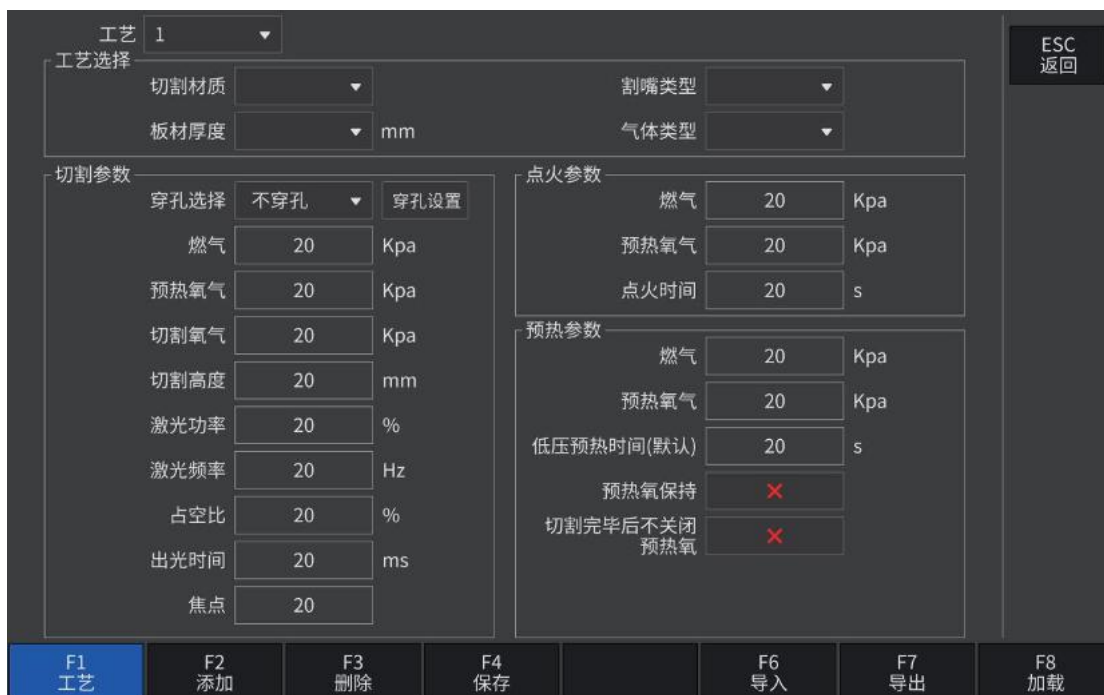 工艺 1
工艺选择
切割材质
割嘴类型
板材厚度 mm
气体类型
切割参数
穿孔选择 不穿孔 穿孔设置
燃气 20 Kpa
预热氧气 20 Kpa
切割氧气 20 Kpa
切割高度 20 mm
激光功率 20 %
激光频率 20 Hz
占空比 20 %
出光时间 20 ms
焦点 20
点火参数
燃气 20 Kpa
预热氧气 20 Kpa
点火时间 20 s
预热参数
燃气 20 Kpa
预热氧气 20 Kpa
低压预热时间(默认) 20 s
预热氧保持
切割完毕后不关闭
预热氧
ESC
返回
F1
工艺
F2
添加
F3
删除
F4
保存
F6
导入
F7
导出
F8
加载